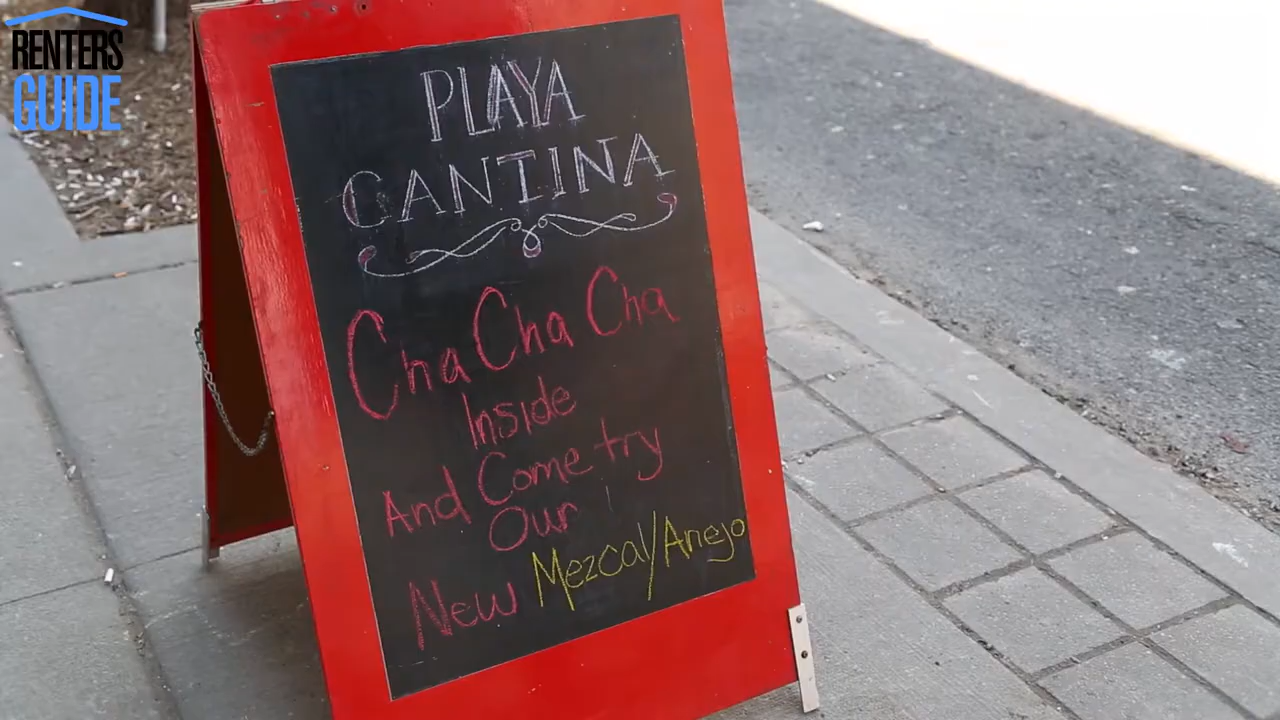 RENTERS
GUIDE
PLAYA
CANTINA
Cha Cha Cha
Inside
And Come try
Our
New Mezcal/Anejo